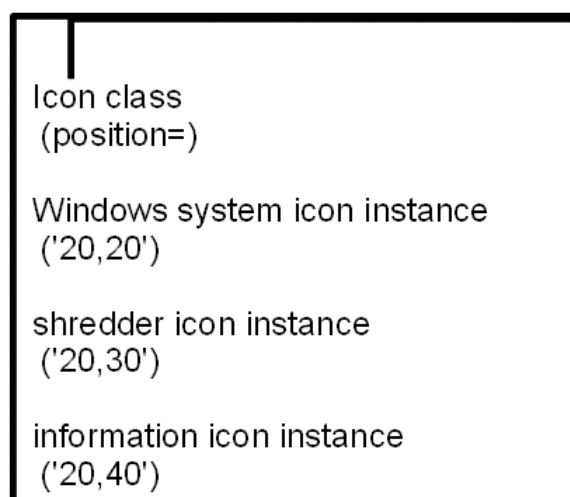 Icon class
(position=)
Windows system icon instance
('20,20')
shredder icon instance
('20,30')
information icon instance
('20,40')